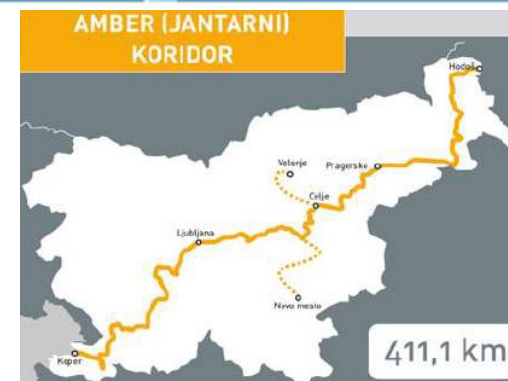 AMBER (JANTARNI)
KORIDOR
Hodoš
Velenje
Pragersko
Celje
Ljubljana
Novo mesto
Koper
411,1 km